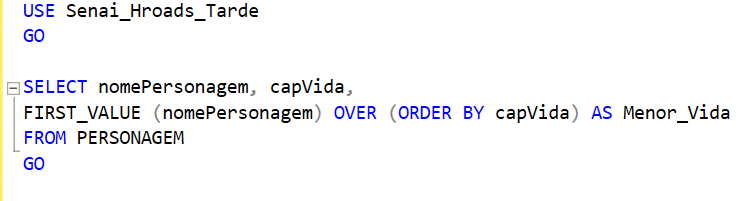 USE Senai_Hroads_Tarde
GO
SELECT nomePersonagem, capVida,
FIRST_VALUE (nomePersonagem) OVER (ORDER BY capVida) AS Menor_Vida
FROM PERSONAGEM
GO